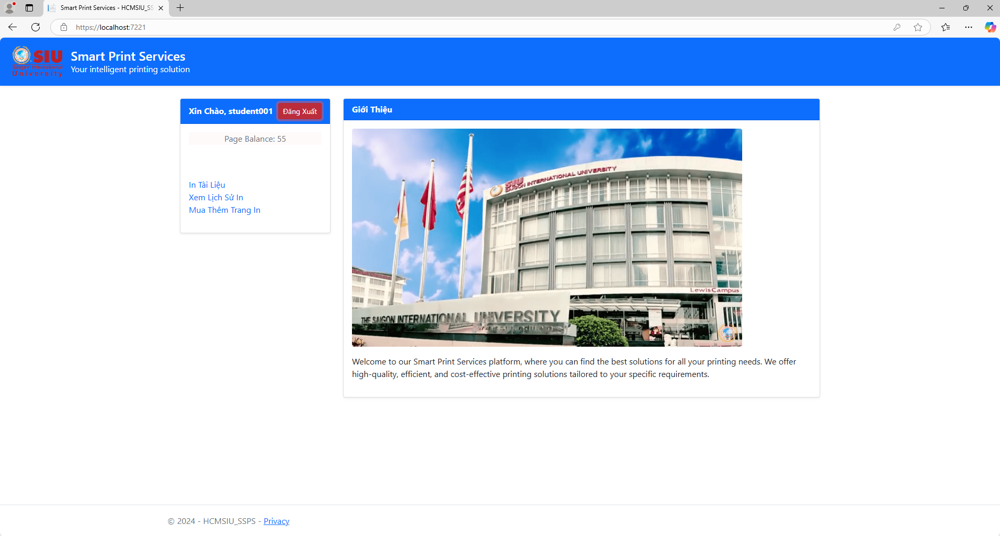 Smart Print Services - HCMSIU_SS
https://localhost:7221
SIU
Saigon International
University
Smart Print Services
Your intelligent printing solution
Xin Chào, student001
Đăng Xuất
Page Balance: 55
In Tài Liệu
Xem Lịch Sử In
Mua Thêm Trang In
Giới Thiệu
SIU
SAIGON INTERNATIONAL UNIVERSITY
LewisCampus
THE SAIGON INTERNATIONAL UNIVERSITY
www.siu.edu.vn
Welcome to our Smart Print Services platform, where you can find the best solutions for all your printing needs. We offer
high-quality, efficient, and cost-effective printing solutions tailored to your specific requirements.
© 2024 - HCMSIU_SSPS - Privacy